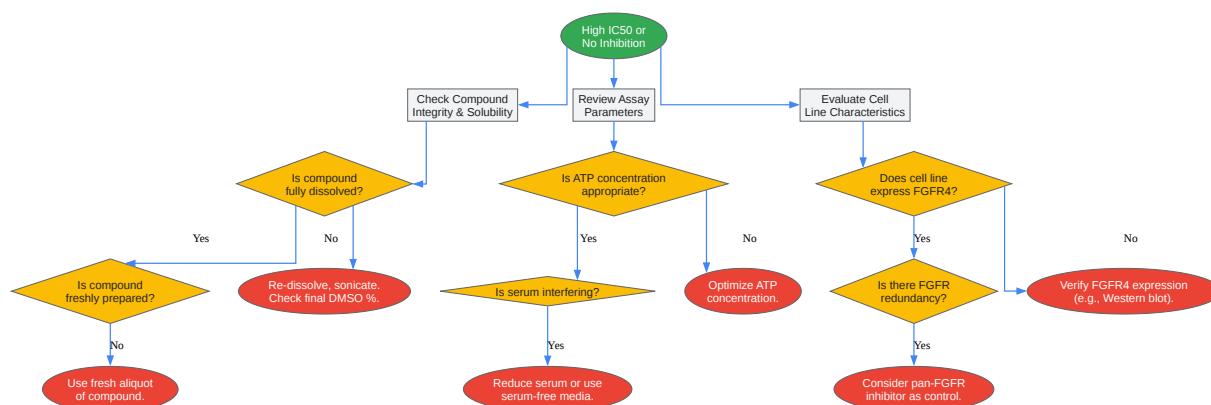 High IC50 or
No Inhibition
Check Compound
Integrity & Solubility
Review Assay
Parameters
Evaluate Cell
Line Characteristics
Is compound
fully dissolved?
Is ATP concentration
appropriate?
Does cell line
express FGFR4?
Yes
No
Yes
No
Yes
No
Is compound
freshly prepared?
Re-dissolve, sonicate.
Check final DMSO %.
Is serum interfering?
Optimize ATP
concentration.
Is there FGFR
redundancy?
Verify FGFR4 expression
(e.g., Western blot).
No
Yes
Yes
Use fresh aliquot
of compound.
Reduce serum or use
serum-free media.
Consider pan-FGFR
inhibitor as control.